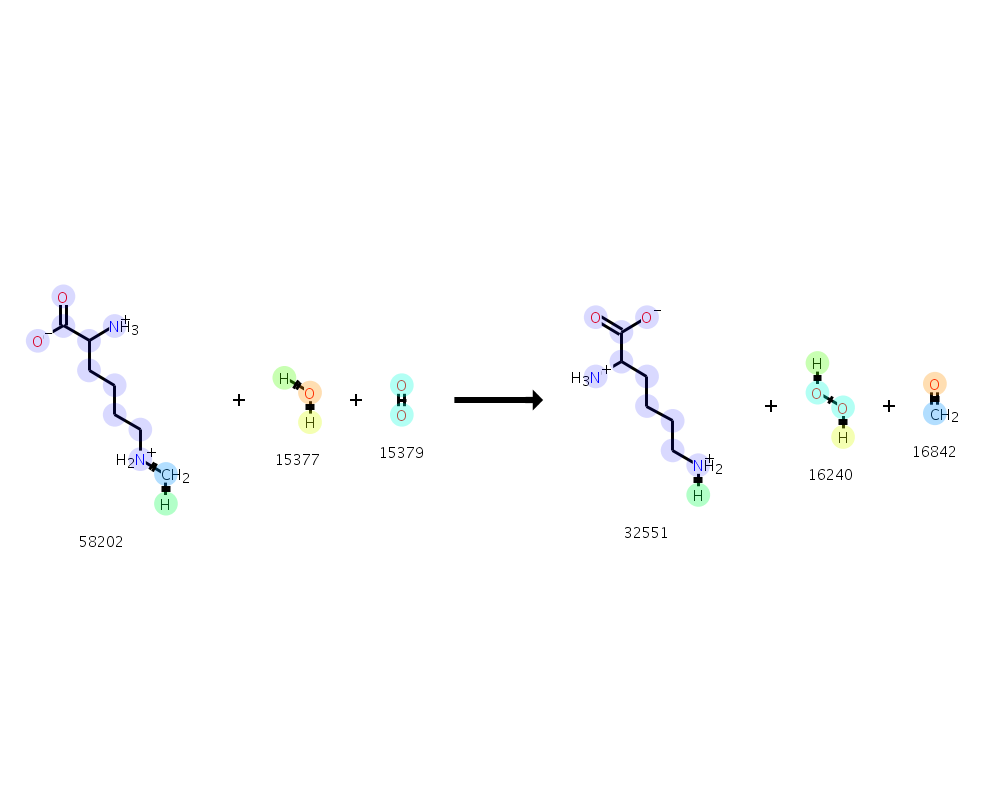 O
O−
NH3+
H2N+
CH2
H
58202
+
H
O
H
15377
+
O
O
15379
O
O−
H3N+
NH2+
H
32551
+
H
O
O
H
16240
+
O
CH2
16842